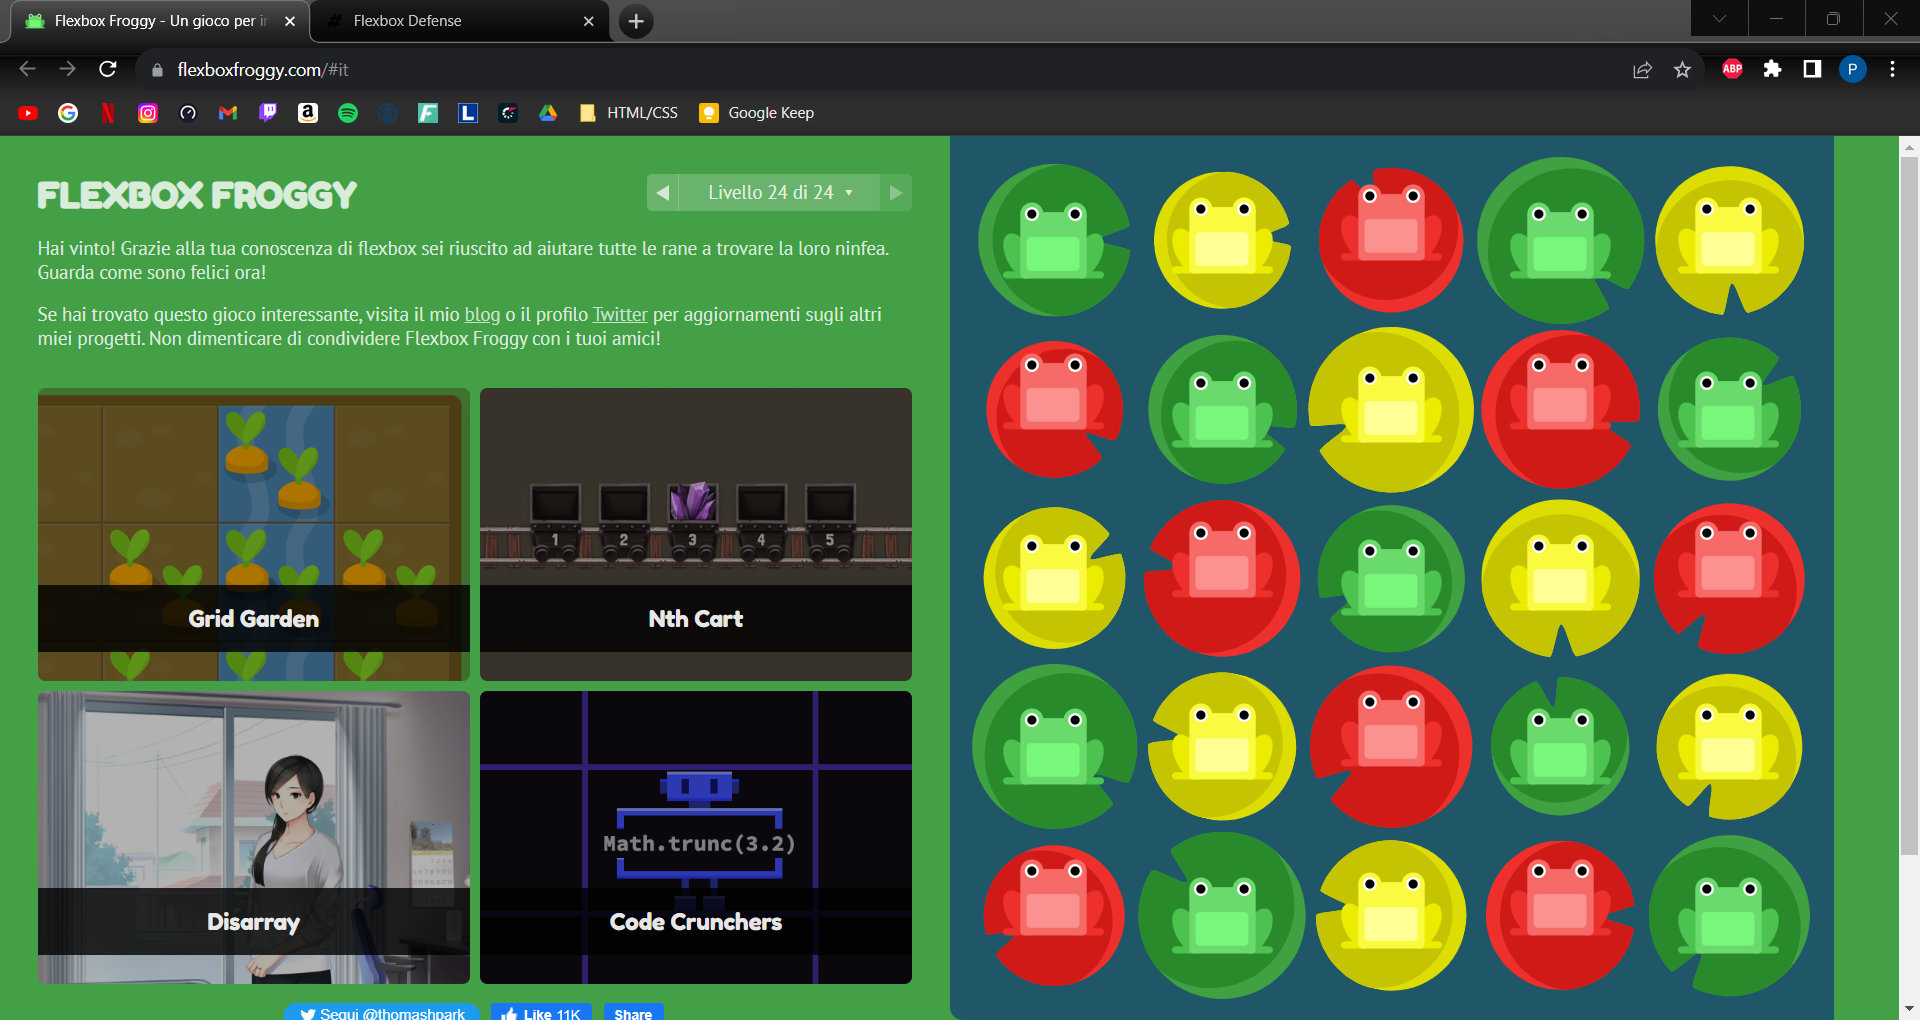 Flexbox Froggy - Un gioco per i
Flexbox Defense
flexboxfroggy.com/#it
ABP
P
HTML/CSS
Google Keep
FLEXBOX FROGGY
Livello 24 di 24
Hai vinto! Grazie alla tua conoscenza di flexbox sei riuscito ad aiutare tutte le rane a trovare la loro ninfea.
Guarda come sono felici ora!
Se hai trovato questo gioco interessante, visita il mio blog o il profilo Twitter per aggiornamenti sugli altri
miei progetti. Non dimenticare di condividere Flexbox Froggy con i tuoi amici!
1 2 3 4 5
Grid Garden
Nth Cart
Math.trunc(3.2)
Disarray
Code Crunchers
Segui @thomashpark
Like 11K
Share